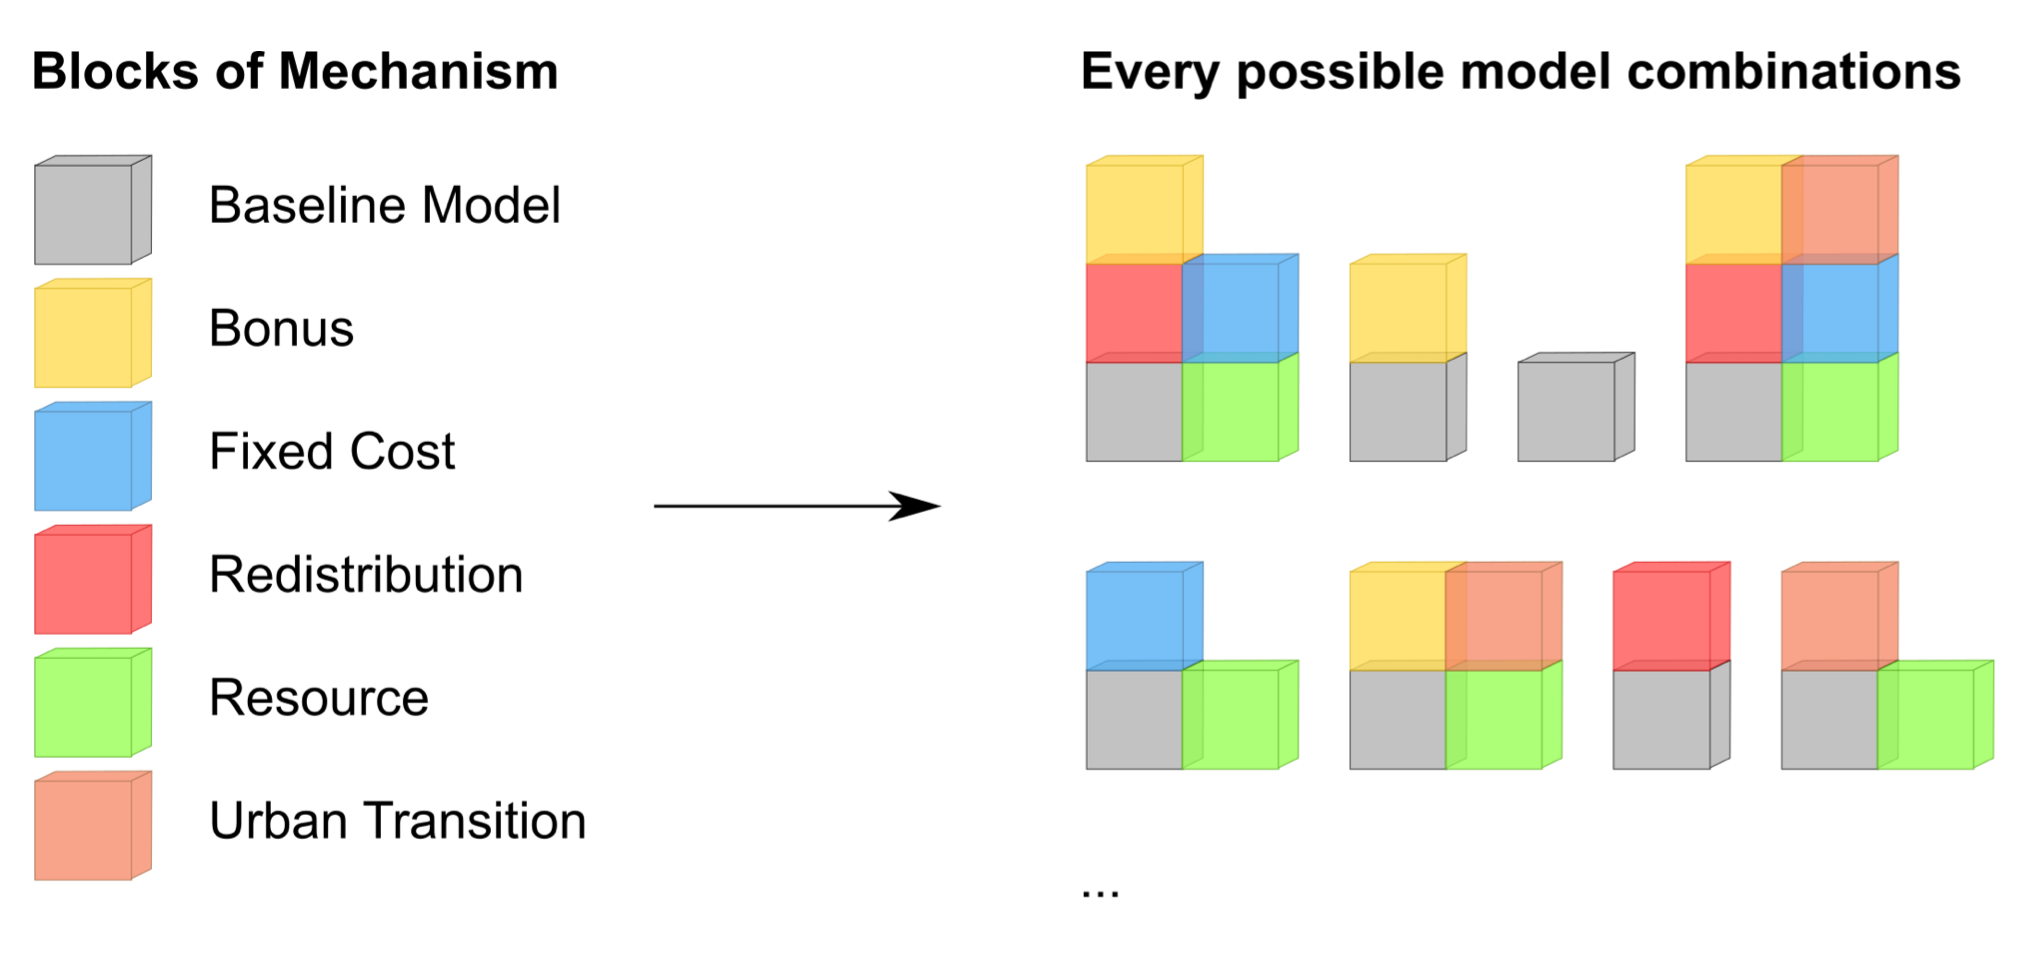 Blocks of Mechanism
Baseline Model
Bonus
Fixed Cost
Redistribution
Resource
Urban Transition
Every possible model combinations
...